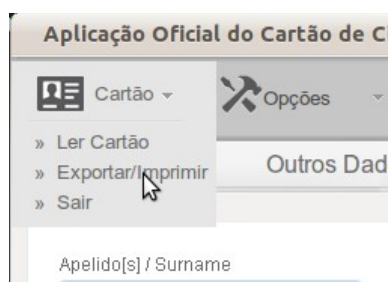 Aplicação Oficial do Cartão de C
Cartão
Opções
» Ler Cartão
» Exportar/Imprimir
» Sair
Outros Dad
Apelido[s] / Surname